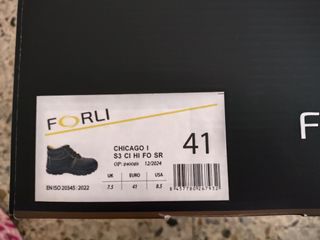 FORLI
CHICAGO I
S3 CI HI FO SR
12/2024
41
UK EURO USA
7.5 41 8.5
EN ISO 20345 : 2022
F